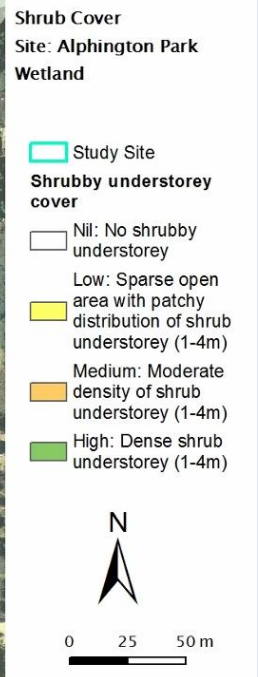 Shrub Cover
Site: Alphington Park
Wetland
Study Site
Shrubby understorey
cover
Nil: No shrubby
understorey
Low: Sparse open
area with patchy
distribution of shrub
understorey (1-4m)
Medium: Moderate
density of shrub
understorey (1-4m)
High: Dense shrub
understorey (1-4m)
N
0 25 50 m